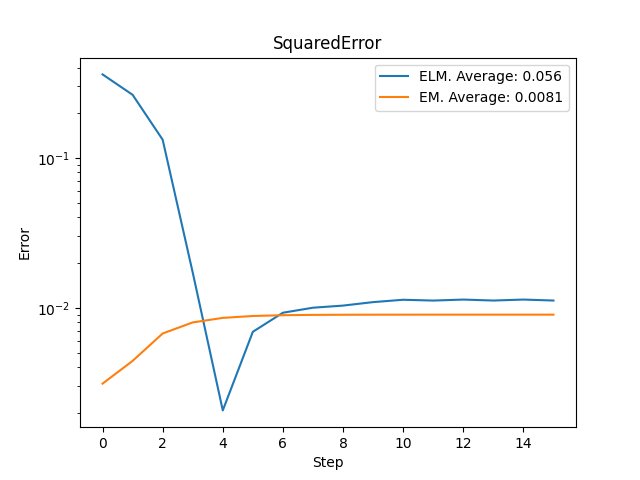 SquaredError
ELM. Average: 0.056
EM. Average: 0.0081
Error
10⁻¹
10⁻²
0 2 4 6 8 10 12 14
Step